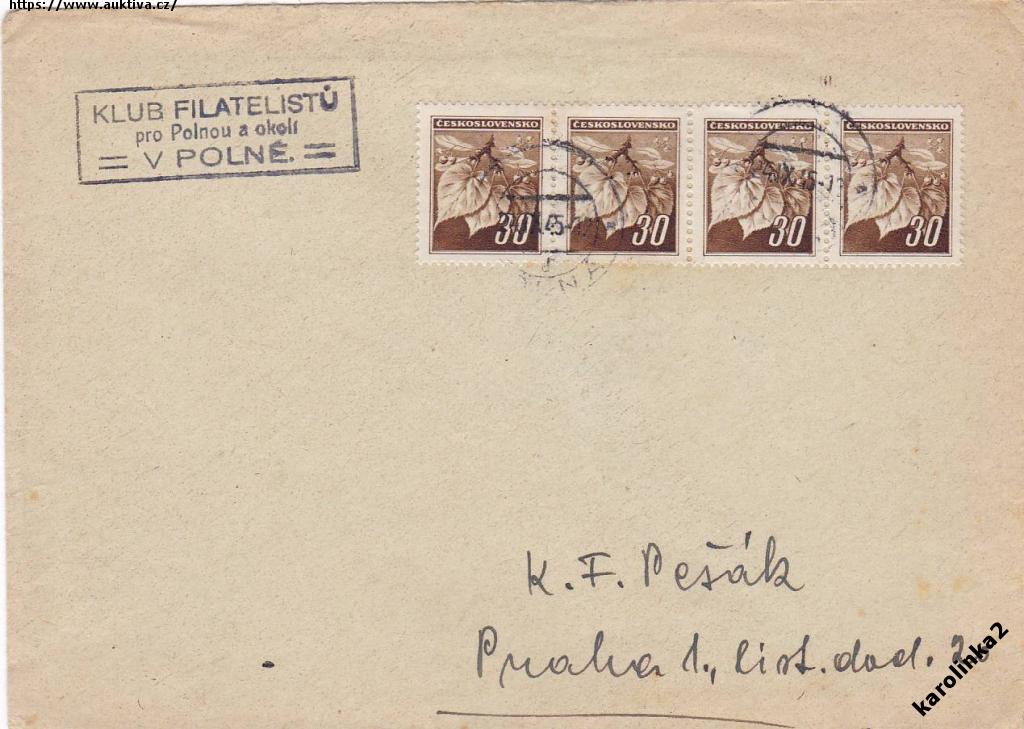 https://www.auktiva.cz/
KLUB FILATELISTŮ
pro Polnou a okolí
= V POLNÉ. =
ČESKOSLOVENSKO ČESKOSLOVENSKO ČESKOSLOVENSKO ČESKOSLOVENSKO
30 30 30 30
K. F. Pešák
Praha 1., list. dod.
karolinka2